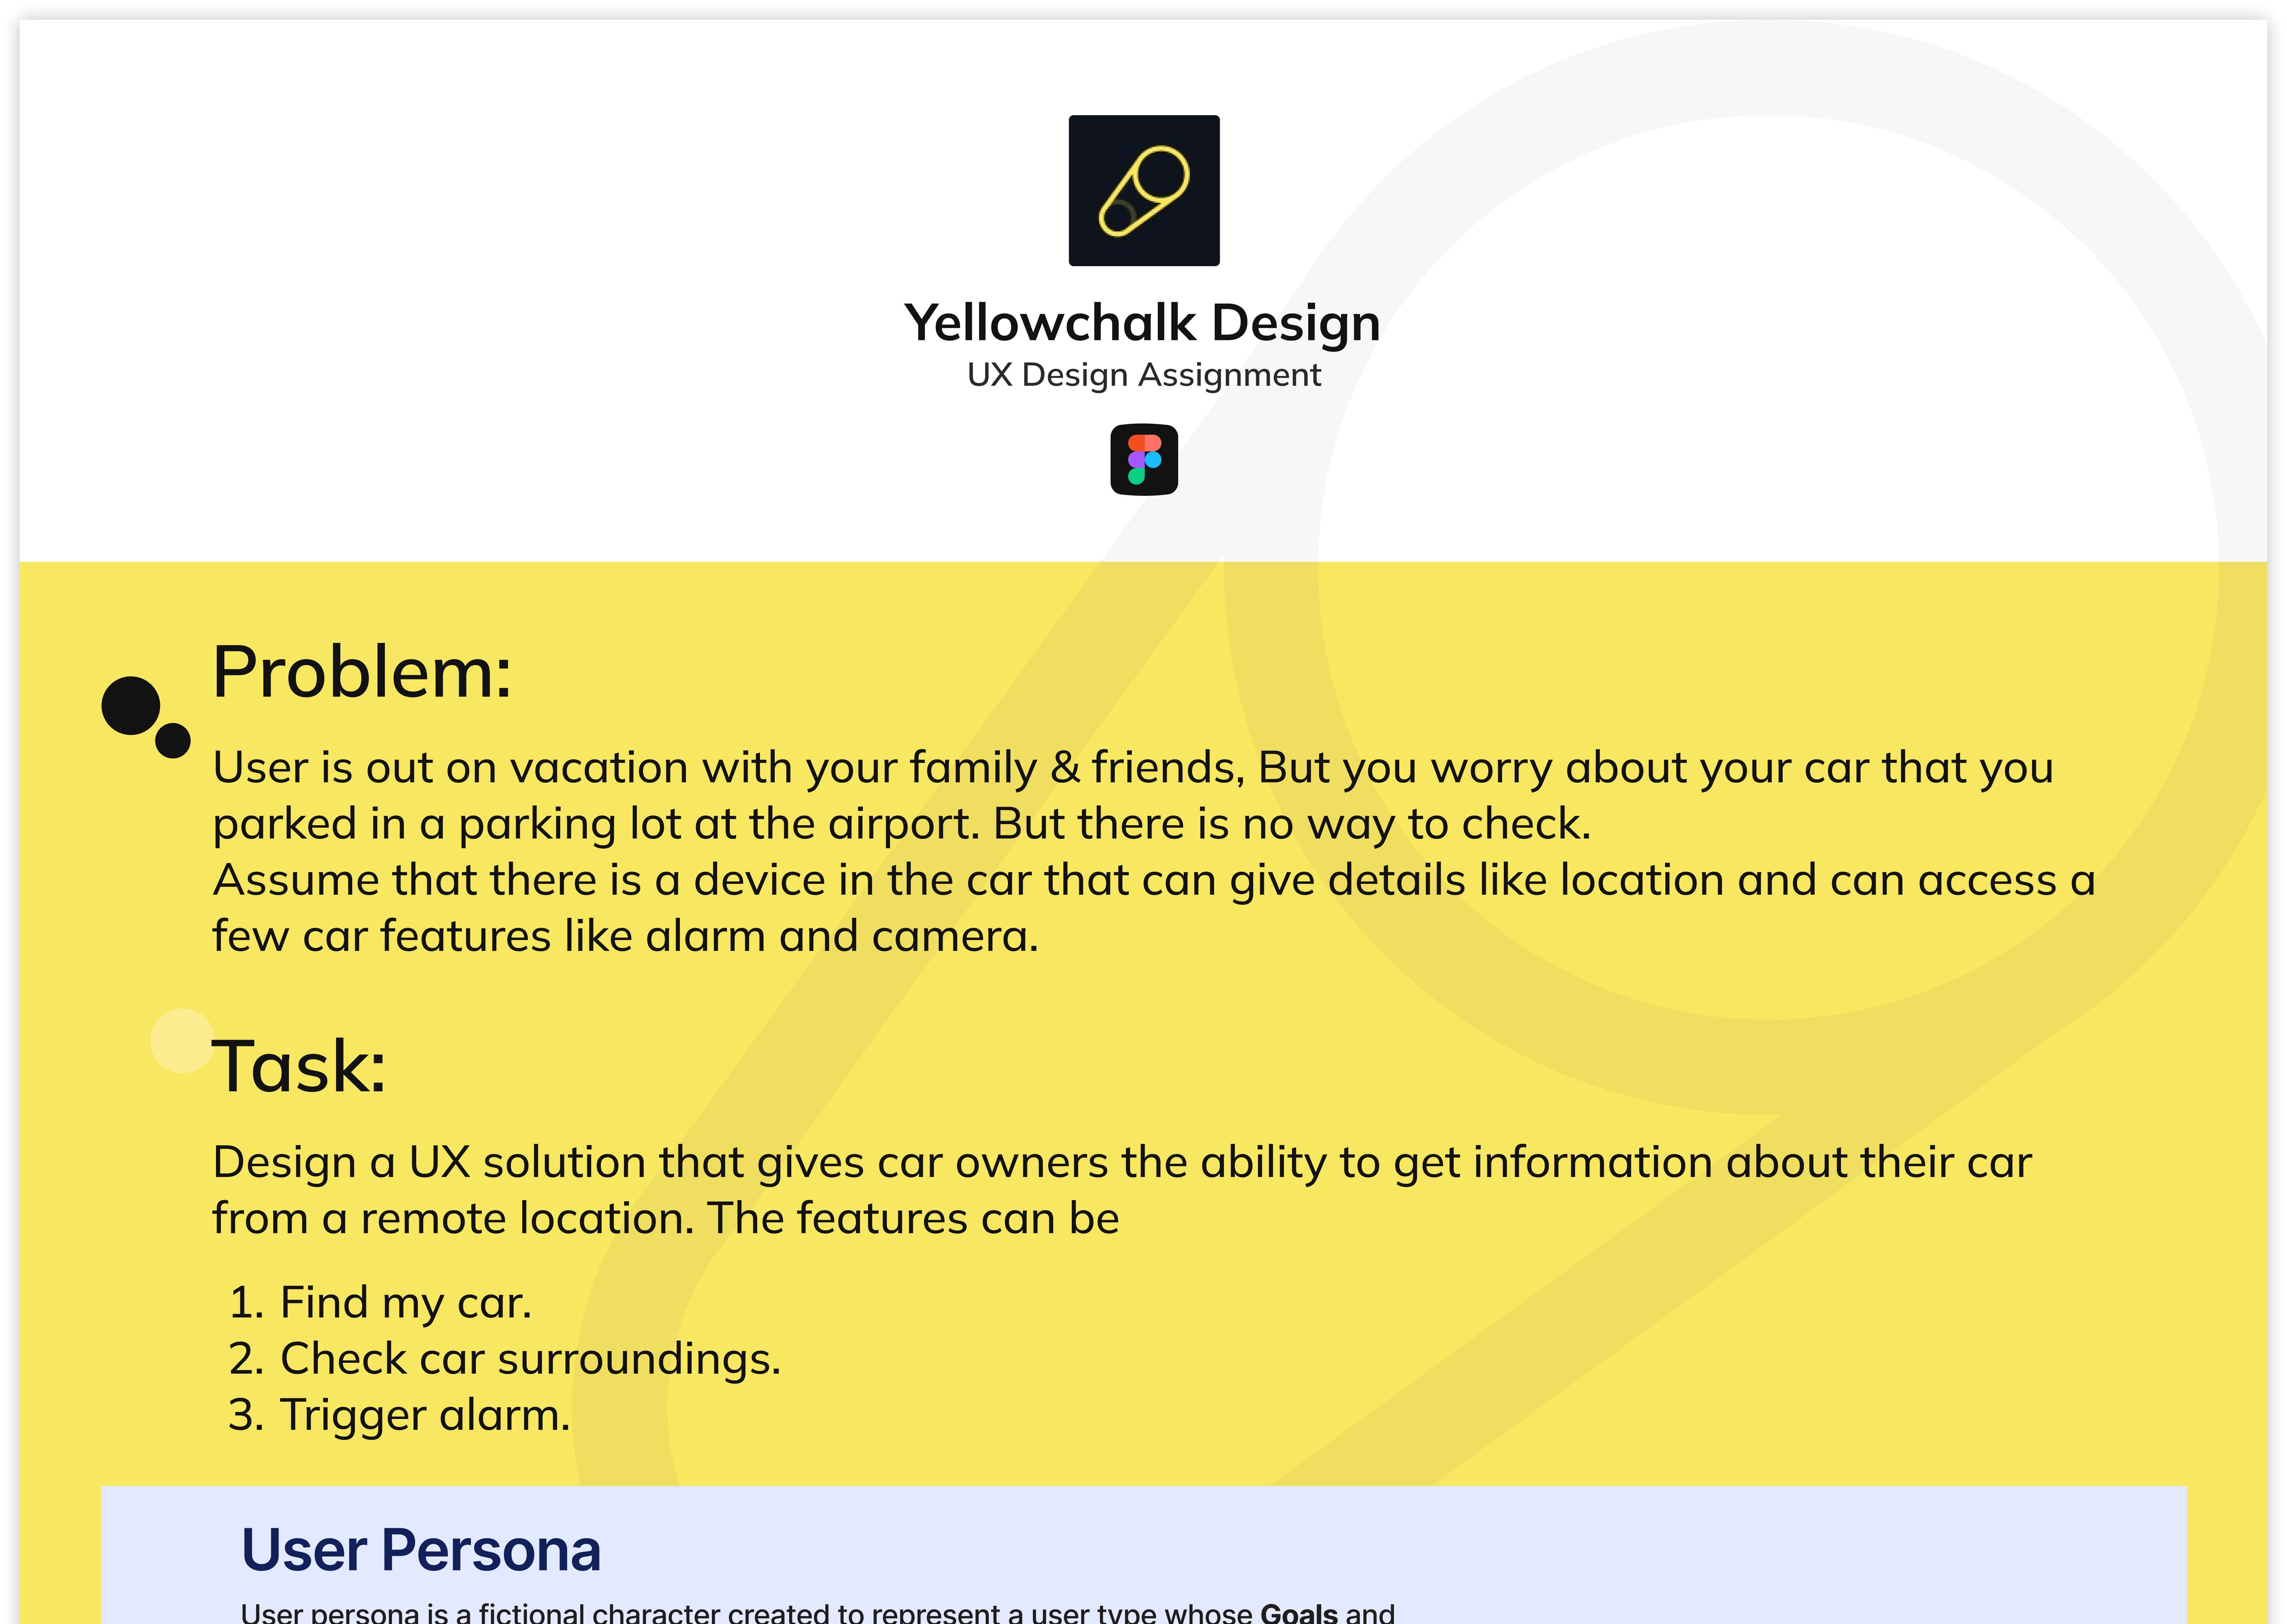 Yellowchalk Design
UX Design Assignment
Problem:
User is out on vacation with your family & friends, But you worry about your car that you
parked in a parking lot at the airport. But there is no way to check.
Assume that there is a device in the car that can give details like location and can access a
few car features like alarm and camera.
Task:
Design a UX solution that gives car owners the ability to get information about their car
from a remote location. The features can be
1. Find my car.
2. Check car surroundings.
3. Trigger alarm.
User Persona
User persona is a fictional character created to represent a user type whose Goals and